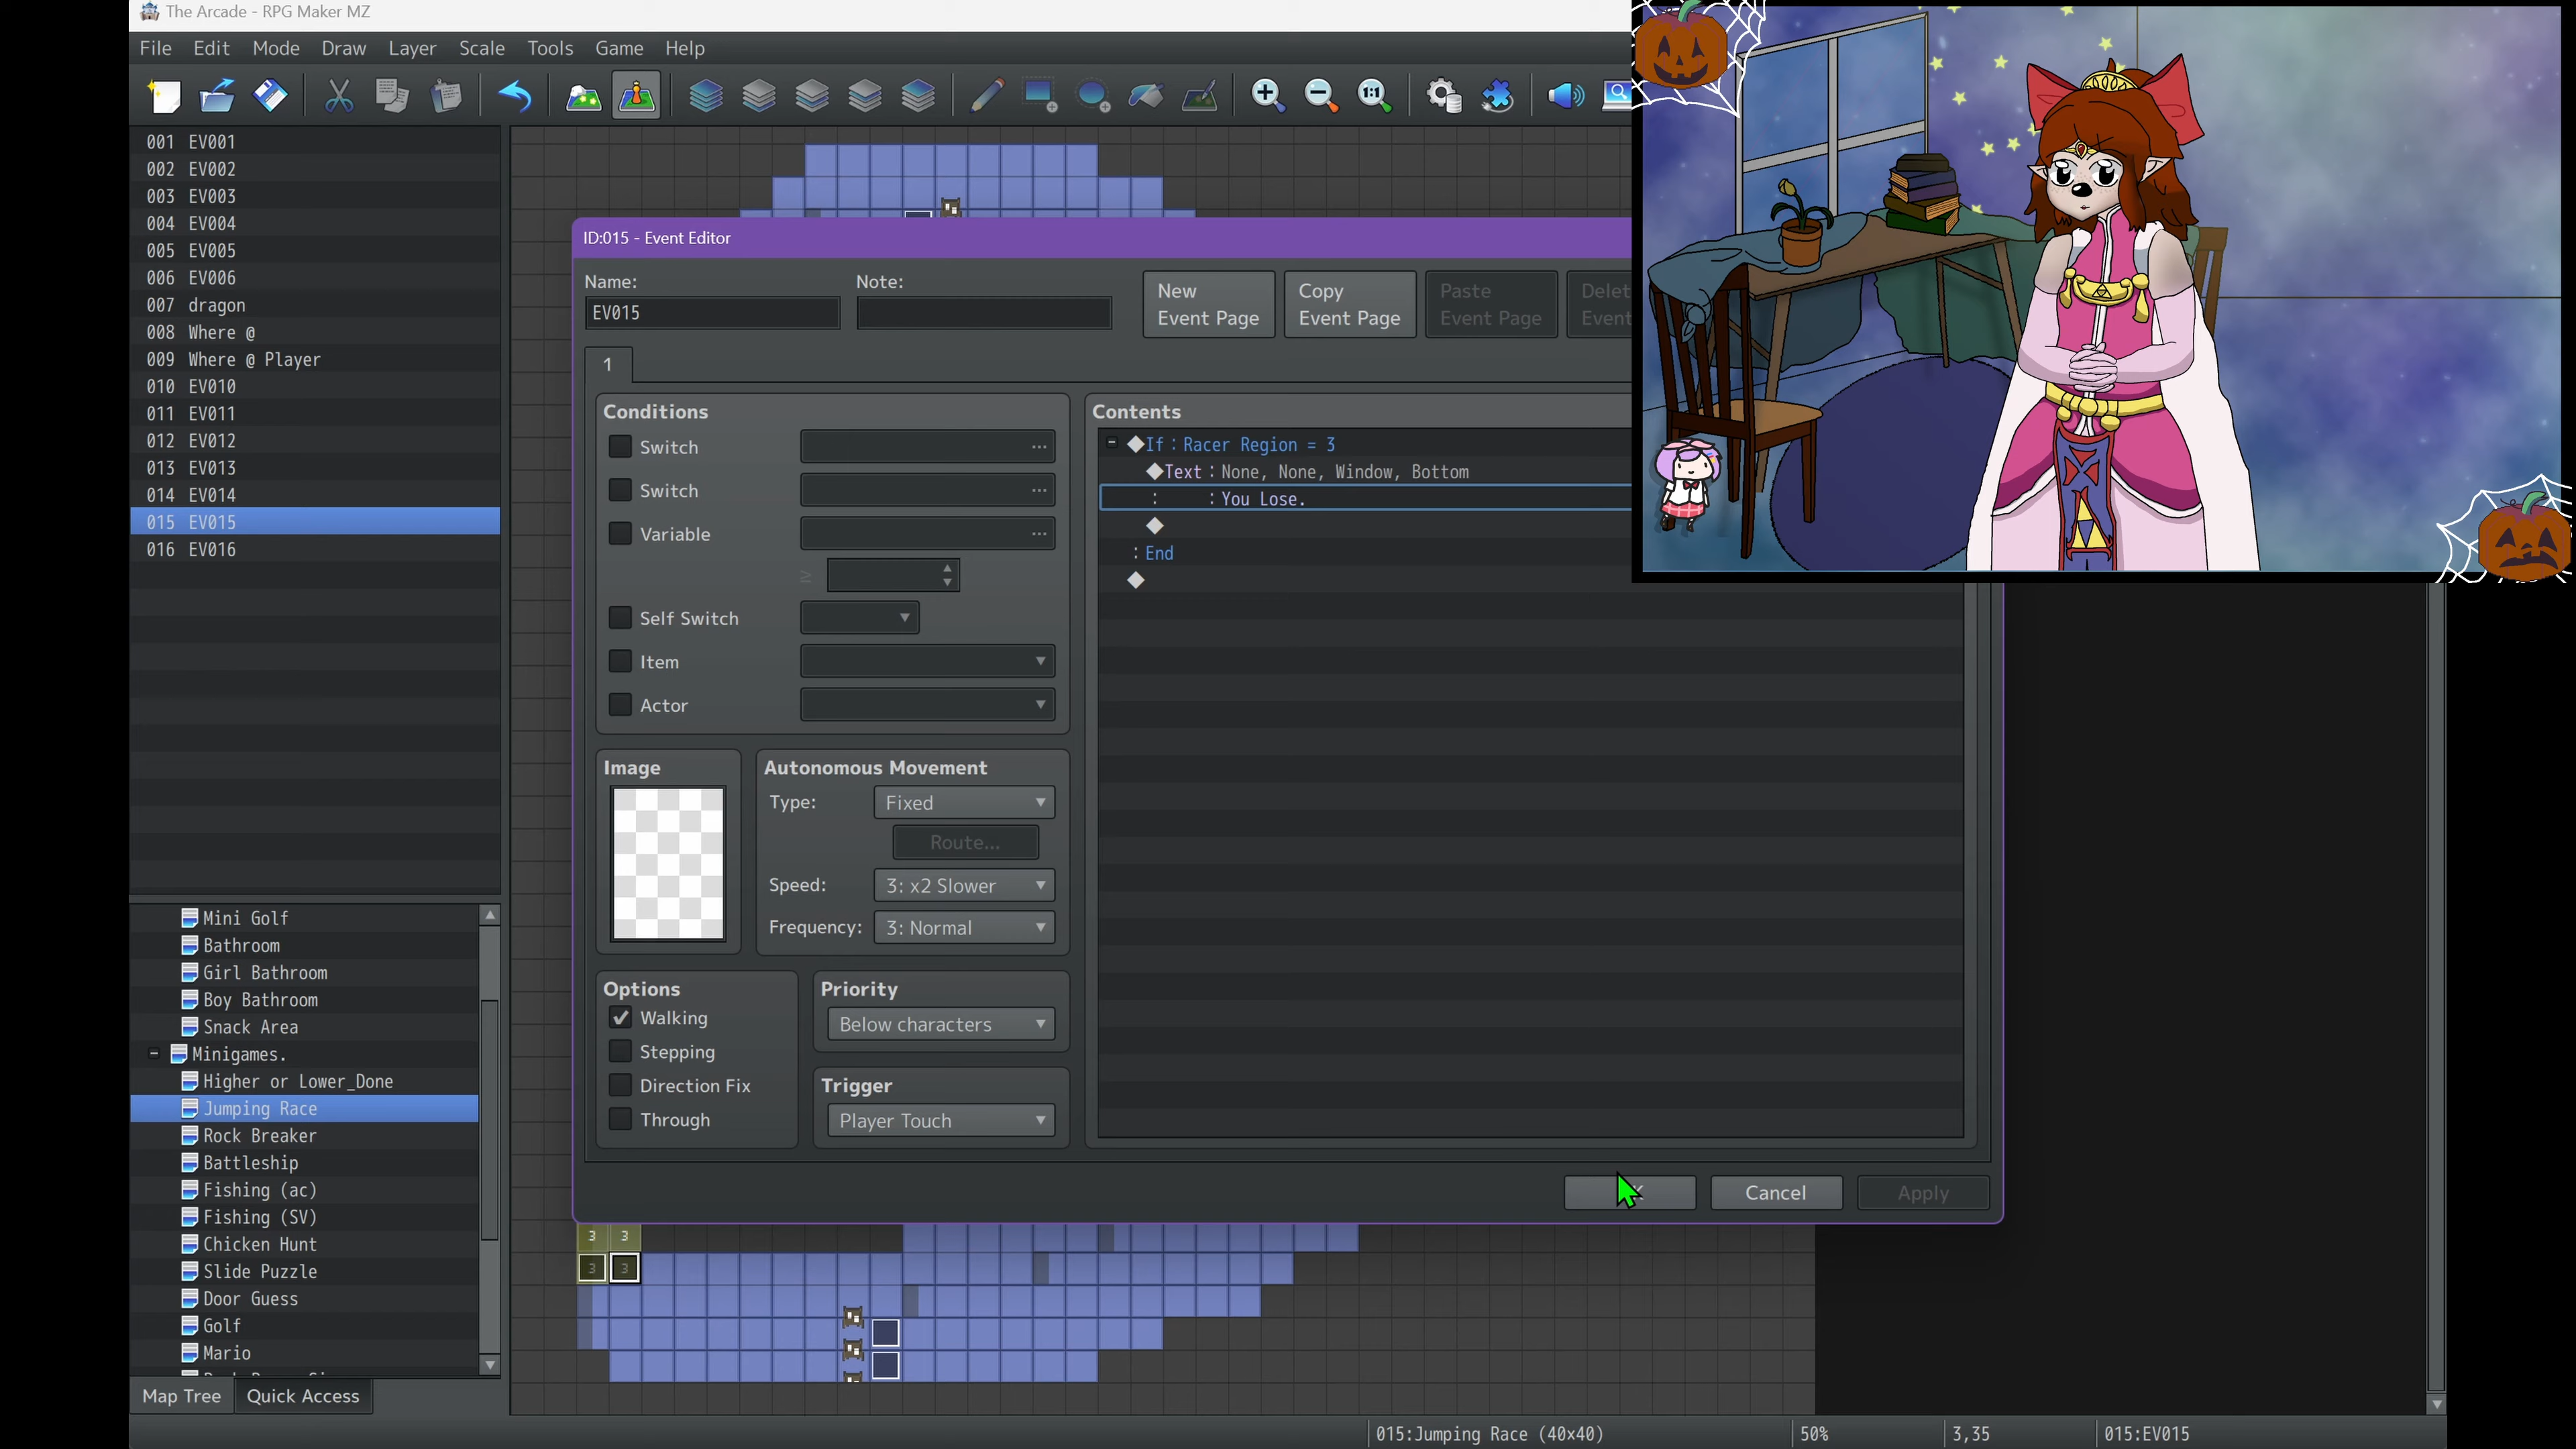 The Arcade - RPG Maker MZ
File Edit Mode Draw Layer Scale Tools Game Help
1:1
001 EV001
002 EV002
003 EV003
004 EV004
005 EV005
006 EV006
007 dragon
008 Where @
009 Where @ Player
010 EV010
011 EV011
012 EV012
013 EV013
014 EV014
015 EV015
016 EV016
Mini Golf
Bathroom
Girl Bathroom
Boy Bathroom
Snack Area
Minigames.
Higher or Lower_Done
Jumping Race
Rock Breaker
Battleship
Fishing (ac)
Fishing (SV)
Chicken Hunt
Slide Puzzle
Door Guess
Golf
Mario
Map Tree Quick Access
ID:015 - Event Editor
Name: Note:
EV015
New Event Page
Copy Event Page
Paste Event Page
1
Conditions
Switch ...
Switch ...
Variable ...
≥
Self Switch
Item
Actor
Image
Autonomous Movement
Type: Fixed
Route...
Speed: 3: x2 Slower
Frequency: 3: Normal
Options
Walking
Stepping
Direction Fix
Through
Priority
Below characters
Trigger
Player Touch
Contents
◆If：Racer Region = 3
◆Text：None, None, Window, Bottom
：　　：You Lose.
◆
：End
◆
Cancel Apply
3 3
3 3
015:Jumping Race (40x40) 50% 3,35 015:EV015